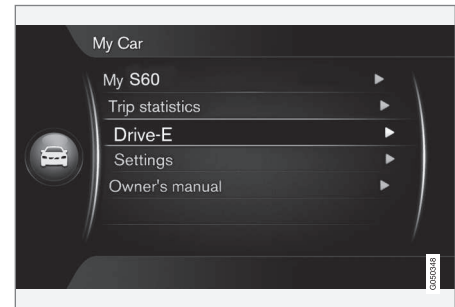 My Car
My S60
Trip statistics
Drive-E
Settings
Owner's manual
G050348